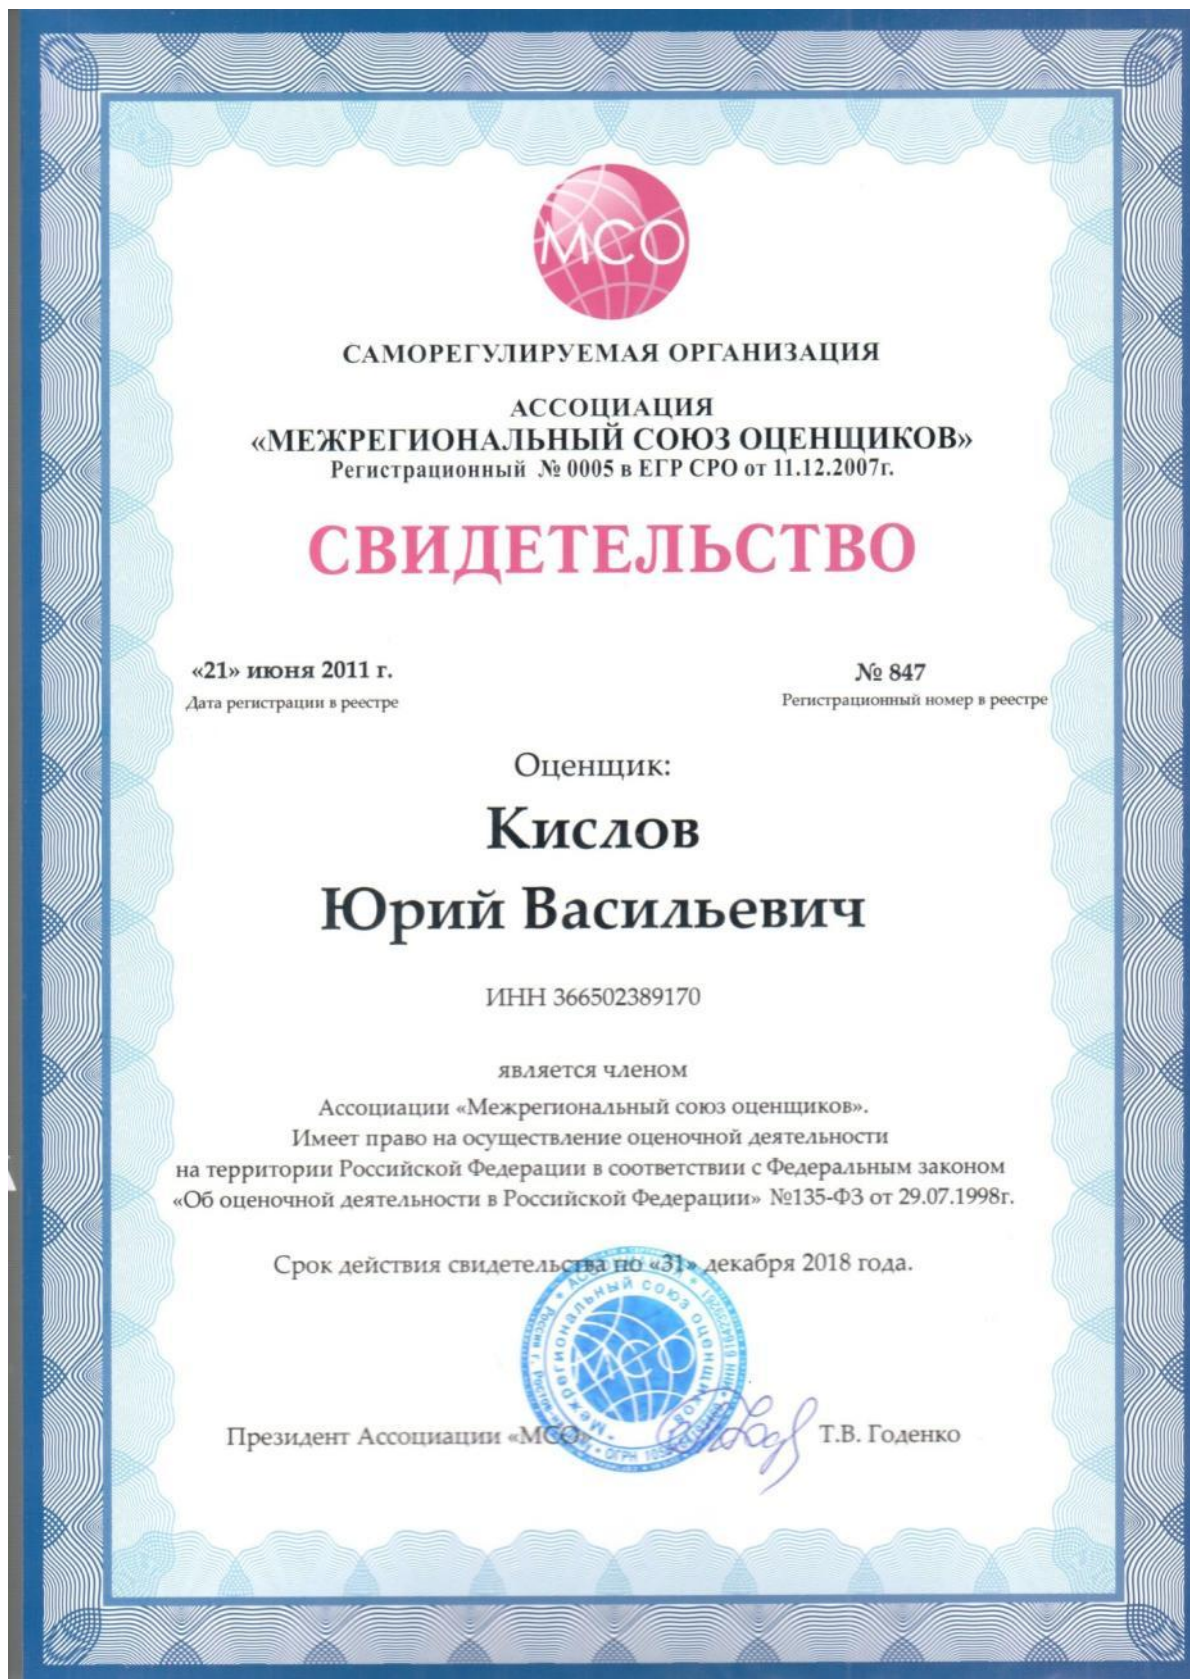 МСО
САМОРЕГУЛИРУЕМАЯ ОРГАНИЗАЦИЯ
АССОЦИАЦИЯ
«МЕЖРЕГИОНАЛЬНЫЙ СОЮЗ ОЦЕНЩИКОВ»
Регистрационный № 0005 в ЕГР СРО от 11.12.2007г.
СВИДЕТЕЛЬСТВО
«21» июня 2011 г.
Дата регистрации в реестре
№ 847
Регистрационный номер в реестре
Оценщик:
Кислов
Юрий Васильевич
ИНН 366502389170
является членом
Ассоциации «Межрегиональный союз оценщиков».
Имеет право на осуществление оценочной деятельности
на территории Российской Федерации в соответствии с Федеральным законом
«Об оценочной деятельности в Российской Федерации» №135-ФЗ от 29.07.1998г.
Срок действия свидетельства по «31» декабря 2018 года.
Межрегиональный союз оценщиков
МСО
Президент Ассоциации «МСО»
Т.В. Годенко